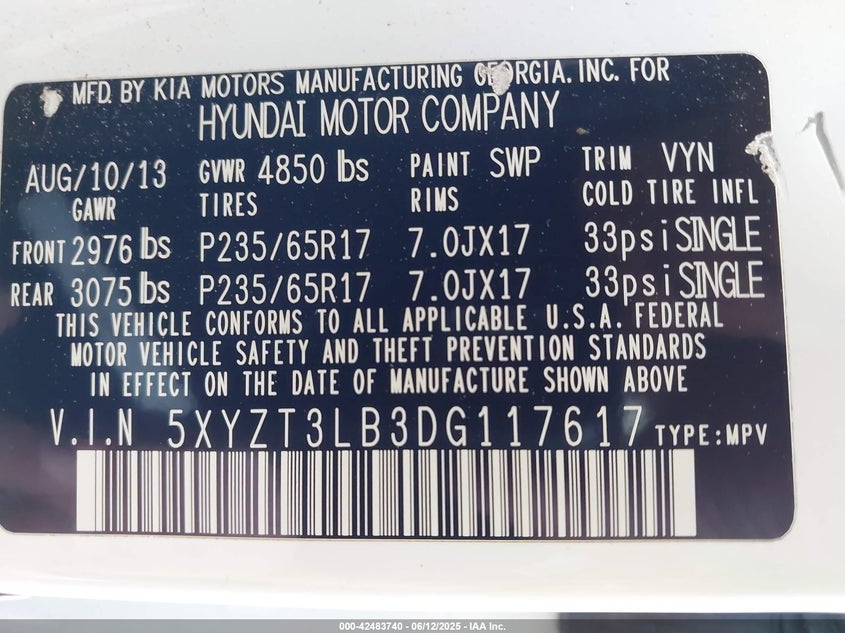 MFD. BY KIA MOTORS MANUFACTURING GEORGIA. INC. FOR
HYUNDAI MOTOR COMPANY
AUG/10/13 GVWR 4850 lbs PAINT SWP TRIM VYN
GAWR TIRES RIMS COLD TIRE INFL
FRONT 2976 lbs P235/65R17 7.0JX17 33psi SINGLE
REAR 3075 lbs P235/65R17 7.0JX17 33psi SINGLE
THIS VEHICLE CONFORMS TO ALL APPLICABLE U.S.A. FEDERAL
MOTOR VEHICLE SAFETY AND THEFT PREVENTION STANDARDS
IN EFFECT ON THE DATE OF MANUFACTURE SHOWN ABOVE
V.I.N 5XYZT3LB3DG117617 TYPE:MPV
000-42483740 - 06/12/2025 - IAA Inc.